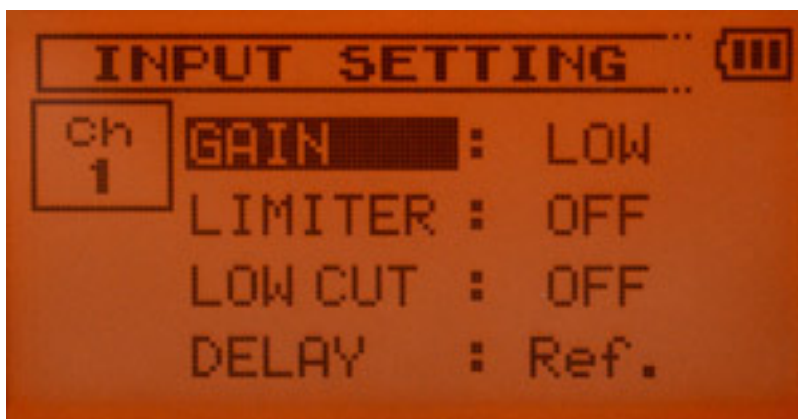 INPUT SETTING
Ch
1
GAIN : LOW
LIMITER : OFF
LOW CUT : OFF
DELAY : Ref.